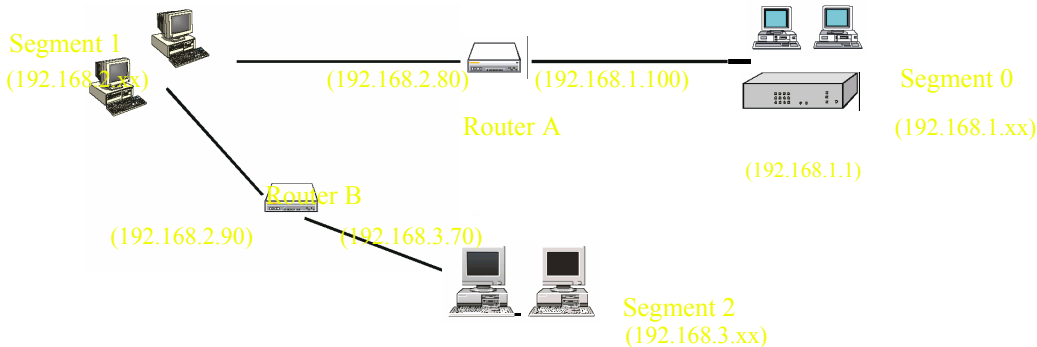 Segment 1
(192.168.2.xx)
(192.168.2.80)
(192.168.1.100)
Segment 0
Router A
(192.168.1.xx)
(192.168.1.1)
Router B
(192.168.2.90)
(192.168.3.70)
Segment 2
(192.168.3.xx)